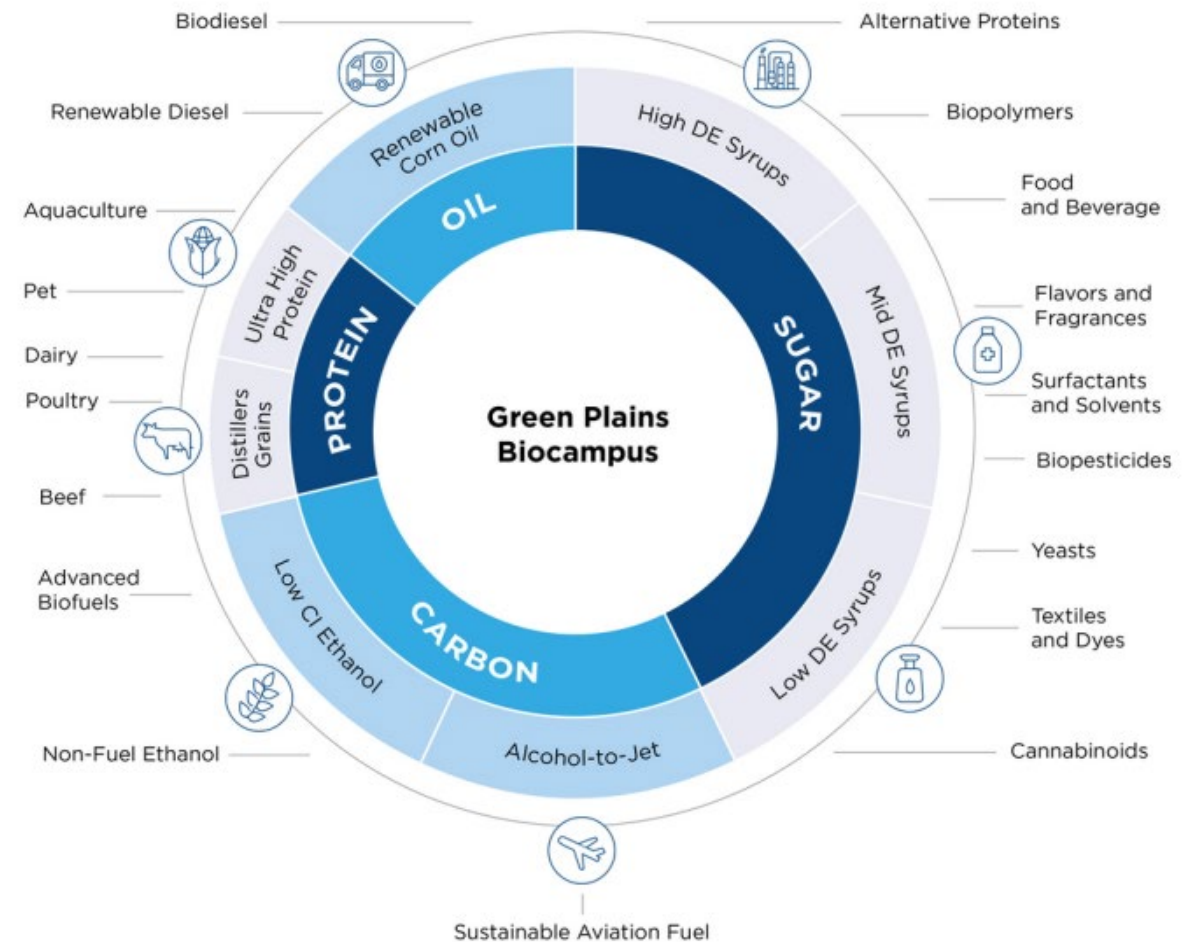 Biodiesel
Alternative Proteins
Renewable Diesel
Biopolymers
Aquaculture
Food
and Beverage
Pet
Flavors and
Fragrances
Dairy
Poultry
Surfactants
and Solvents
Beef
Biopesticides
Advanced
Biofuels
Yeasts
Textiles
and Dyes
Non-Fuel Ethanol
Cannabinoids
Sustainable Aviation Fuel
Renewable
Corn Oil
High DE Syrups
Mid DE Syrups
Low DE Syrups
Alcohol-to-Jet
Low CI Ethanol
Distillers
Grains
Ultra High
Protein
OIL
SUGAR
CARBON
PROTEIN
Green Plains
Biocampus